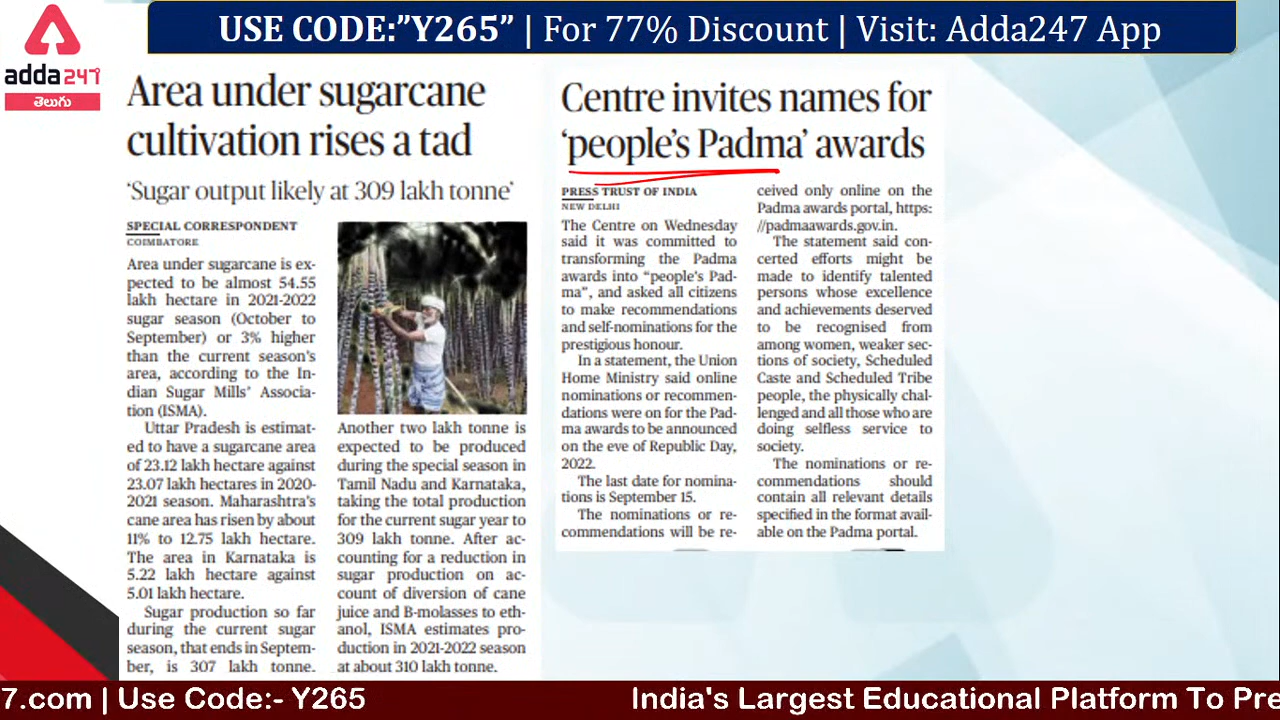 USE CODE:”Y265” | For 77% Discount | Visit: Adda247 App
adda247
తెలుగు
Area under sugarcane
cultivation rises a tad
‘Sugar output likely at 309 lakh tonne’
SPECIAL CORRESPONDENT
COIMBATORE
Area under sugarcane is ex-
pected to be almost 54.55
lakh hectare in 2021-2022
sugar season (October to
September) or 3% higher
than the current season’s
area, according to the In-
dian Sugar Mills’ Associa-
tion (ISMA).
Uttar Pradesh is estimat-
ed to have a sugarcane area
of 23.12 lakh hectare against
23.07 lakh hectares in 2020-
2021 season. Maharashtra’s
cane area has risen by about
11% to 12.75 lakh hectare.
The area in Karnataka is
5.22 lakh hectare against
5.01 lakh hectare.
Sugar production so far
during the current sugar
season, that ends in Septem-
ber, is 307 lakh tonne.
Another two lakh tonne is
expected to be produced
during the special season in
Tamil Nadu and Karnataka,
taking the total production
for the current sugar year to
309 lakh tonne. After ac-
counting for a reduction in
sugar production on ac-
count of diversion of cane
juice and B-molasses to eth-
anol, ISMA estimates pro-
duction in 2021-2022 season
at about 310 lakh tonne.
Centre invites names for
‘people’s Padma’ awards
PRESS TRUST OF INDIA
NEW DELHI
The Centre on Wednesday
said it was committed to
transforming the Padma
awards into “people’s Pad-
ma”, and asked all citizens
to make recommendations
and self-nominations for the
prestigious honour.
In a statement, the Union
Home Ministry said online
nominations or recommen-
dations were on for the Pad-
ma awards to be announced
on the eve of Republic Day,
2022.
The last date for nomina-
tions is September 15.
The nominations or re-
commendations will be re-
ceived only online on the
Padma awards portal, https:
//padmaawards.gov.in.
The statement said con-
certed efforts might be
made to identify talented
persons whose excellence
and achievements deserved
to be recognised from
among women, weaker sec-
tions of society, Scheduled
Caste and Scheduled Tribe
people, the physically chal-
lenged and all those who are
doing selfless service to
society.
The nominations or re-
commendations should
contain all relevant details
specified in the format avail-
able on the Padma portal.
7.com | Use Code:- Y265
India's Largest Educational Platform To Pre